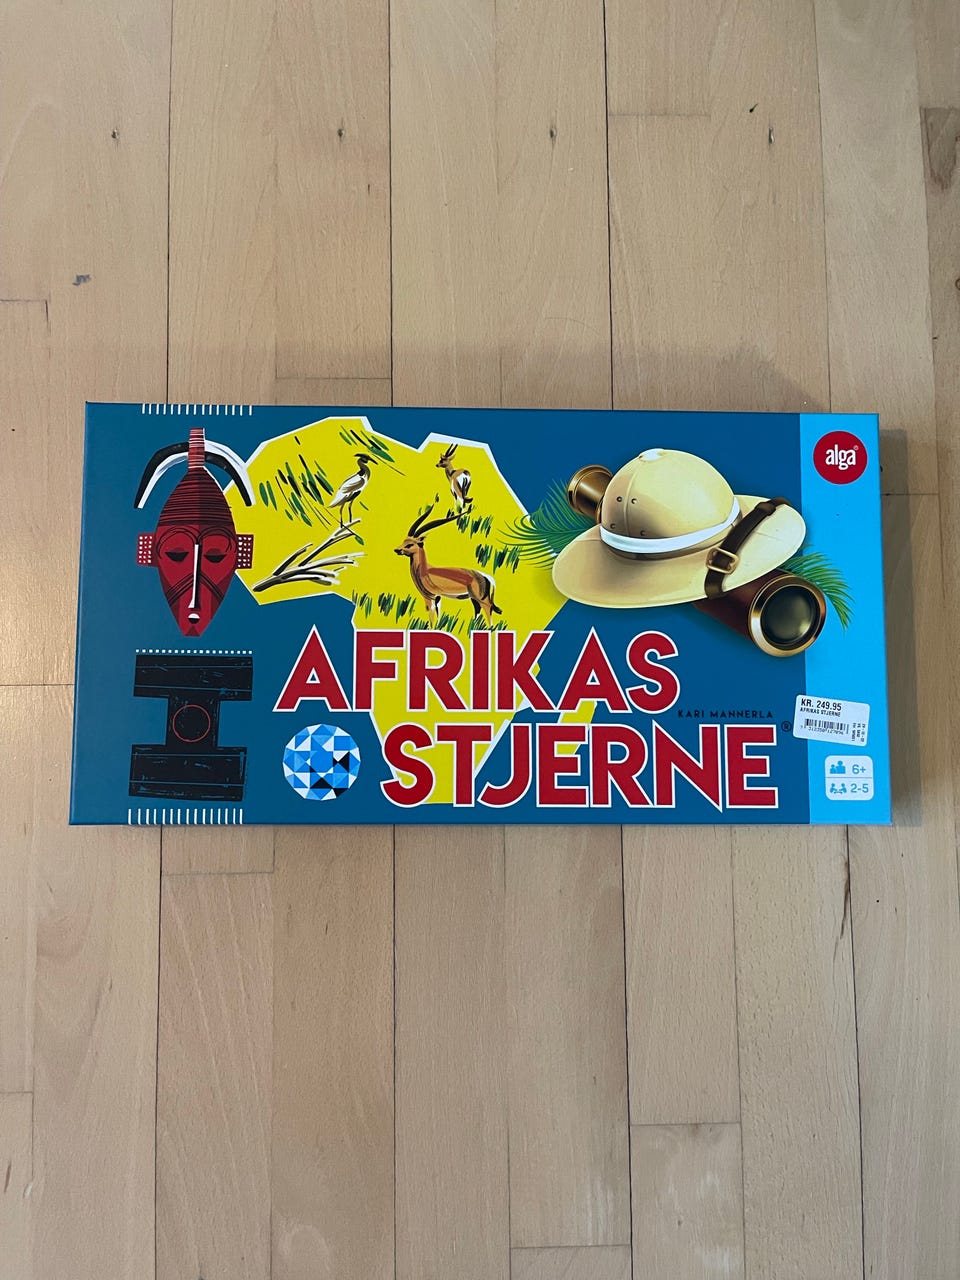 alga®
AFRIKAS
KARI MANNERLA
STJERNE®
KR. 249.95
AFRIKAS STJERNE
6+
2-5